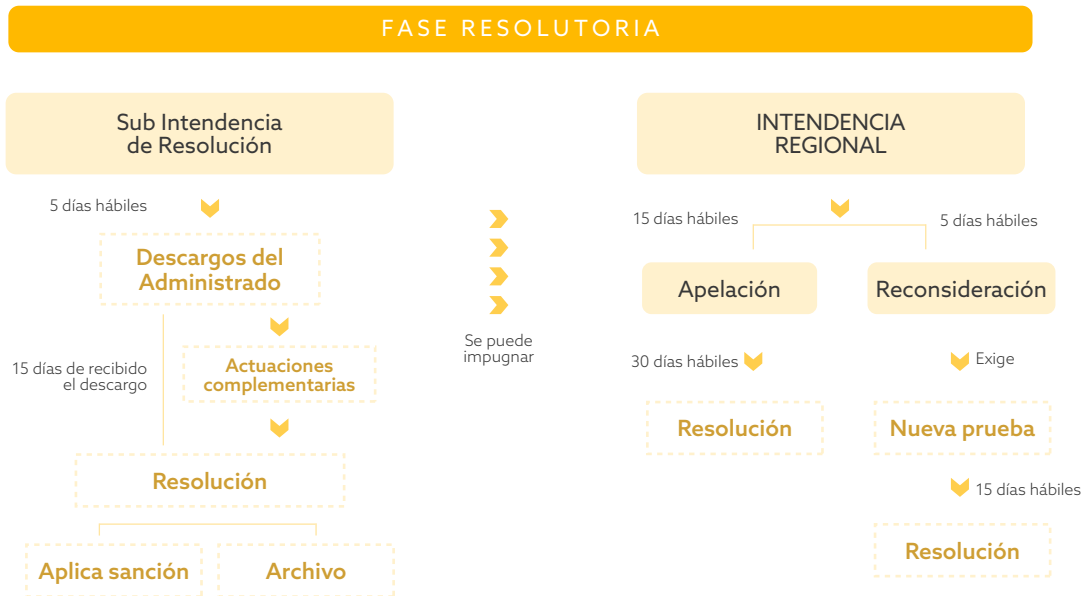 FASE RESOLUTORIA
Sub Intendencia
de Resolución
5 días hábiles
Descargos del
Administrado
15 días de recibido
el descargo
Actuaciones
complementarias
Resolución
Aplica sanción
Archivo
Se puede
impugnar
INTENDENCIA
REGIONAL
15 días hábiles
5 días hábiles
Apelación
Reconsideración
30 días hábiles
Exige
Resolución
Nueva prueba
15 días hábiles
Resolución